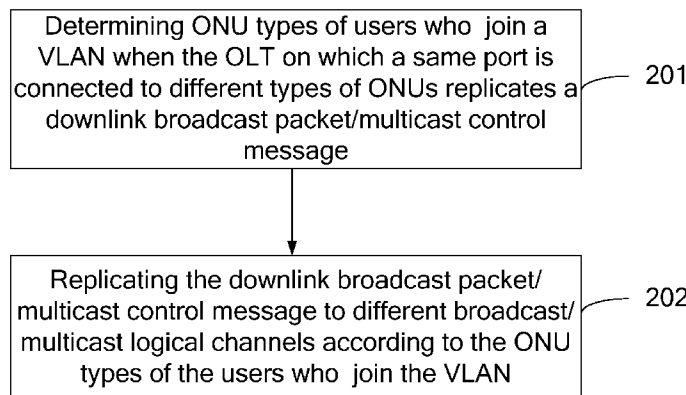 Determining ONU types of users who join a
VLAN when the OLT on which a same port is
connected to different types of ONUs replicates a
downlink broadcast packet/multicast control
message
201
Replicating the downlink broadcast packet/
multicast control message to different broadcast/
multicast logical channels according to the ONU
types of the users who join the VLAN
202